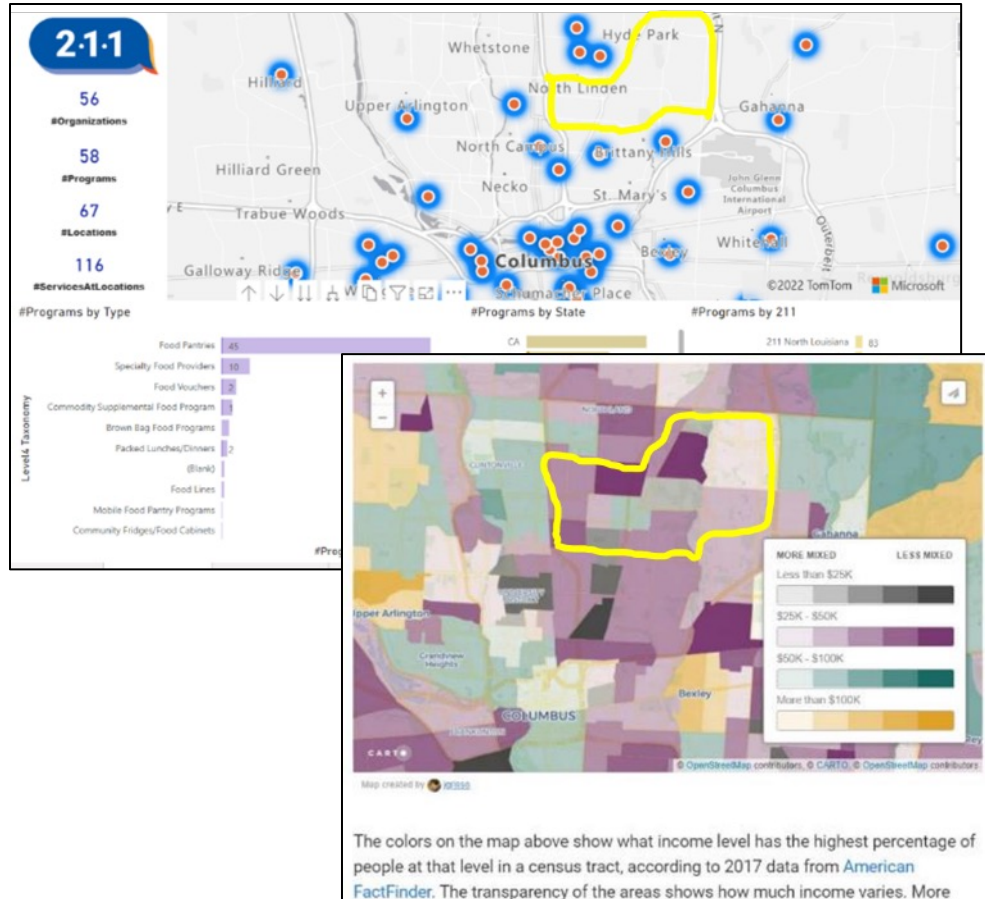 2·1·1
56
#Organizations
58
#Programs
67
#Locations
116
#ServicesAtLocations
Hyde Park
Whetstone
Hilliard
North Linden
Upper Arlington
Gahanna
North Campus
Brittany Hills
Hilliard Green
Necko
John Glenn
Columbus
International
Airport
St. Mary's
Trabue Woods
Outerbelt
Whitehall
Bexley
Columbus
Galloway Ridge
Reynoldsburg
Schumacher Place
©2022 TomTom
Microsoft
#Programs by Type
#Programs by State
#Programs by 211
Level4 Taxonomy
Food Pantries 45
Specialty Food Providers 10
Food Vouchers 2
Commodity Supplemental Food Program 1
Brown Bag Food Programs
Packed Lunches/Dinners 2
(Blank)
Food Lines
Mobile Food Pantry Programs
Community Fridges/Food Cabinets
#Prog
CA
211 North Louisiana 83
+
−
NORTHLAND
CLINTONVILLE
Gahanna
Upper Arlington
Grandview
Heights
Bexley
COLUMBUS
FRANKLINTON
MORE MIXED LESS MIXED
Less than $25K
$25K - $50K
$50K - $100K
More than $100K
CARTO
© OpenStreetMap contributors, © CARTO, © OpenStreetMap contributors
Map created by
The colors on the map above show what income level has the highest percentage of
people at that level in a census tract, according to 2017 data from American
FactFinder. The transparency of the areas shows how much income varies. More